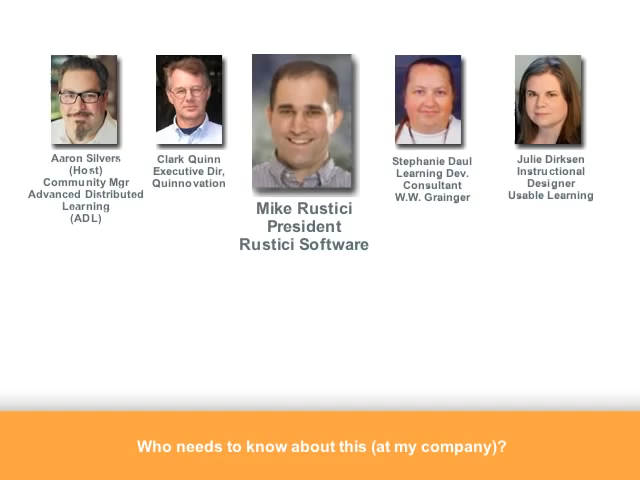 Aaron Silvers
(Host)
Community Mgr
Advanced Distributed
Learning
(ADL)
Clark Quinn
Executive Dir,
Quinnovation
Mike Rustici
President
Rustici Software
Stephanie Daul
Learning Dev.
Consultant
W.W. Grainger
Julie Dirksen
Instructional
Designer
Usable Learning
Who needs to know about this (at my company)?